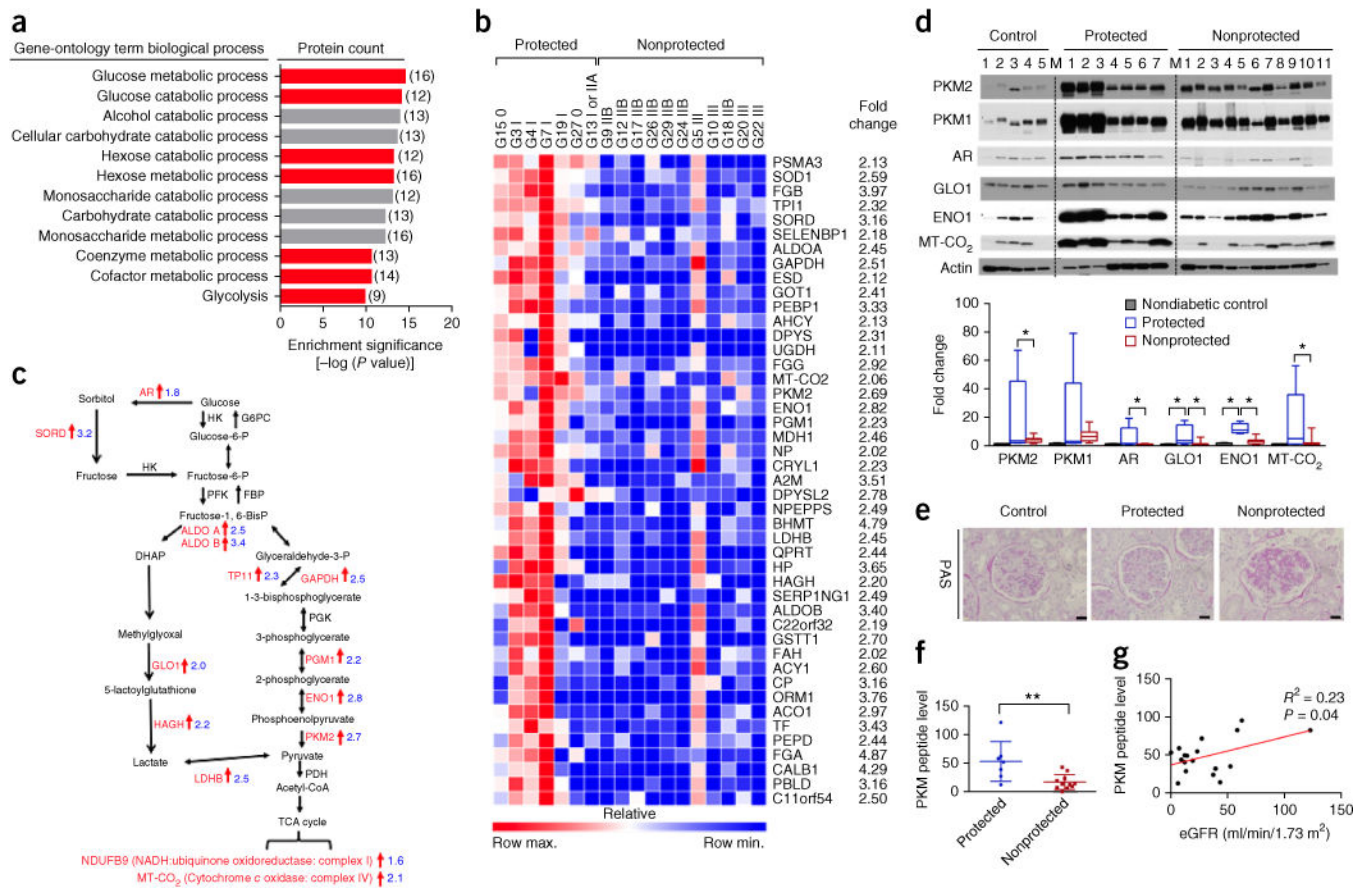 a
Gene-ontology term biological process
Protein count
Glucose metabolic process (16)
Glucose catabolic process (12)
Alcohol catabolic process (14)
Cellular carbohydrate catabolic process (13)
Hexose catabolic process (12)
Hexose metabolic process (16)
Monosaccharide catabolic process (12)
Carbohydrate catabolic process (13)
Monosaccharide metabolic process (16)
Coenzyme metabolic process (13)
Cofactor metabolic process (14)
Glycolysis (9)
0 5 10 15 20
Enrichment significance
[–log (P value)]
b
Protected Nonprotected
G15 0
G3 I
G4 I
G7 I
G19 I
G27 0
G13 I or IIA
G9 IIB
G12 IIB
G17 IIB
G26 IIB
G29 IIB
G24 IIB
G5 III
G10 III
G18 IIB
G20 III
G22 III
Fold
change
PSMA3 2.13
SOD1 2.59
FGB 3.97
TPI1 2.32
SORD 3.16
SELENBP1 2.18
ALDOA 2.45
GAPDH 2.51
ESD 2.12
GOT1 2.41
PEBP1 3.33
AHCY 2.13
DPYS 2.31
UGDH 2.11
FGG 2.92
MT-CO2 2.06
PKM2 2.69
ENO1 2.82
PGM1 2.23
MDH1 2.46
NP 2.02
CRYL1 2.23
A2M 3.51
DPYSL2 2.78
NPEPPS 2.49
BHMT 4.79
LDHB 2.45
QPRT 2.44
HP 3.65
HAGH 2.20
SERP1NG1 2.49
ALDOB 3.40
C22orf32 2.19
GSTT1 2.70
FAH 2.02
ACY1 2.60
CP 3.16
ORM1 3.76
ACO1 2.97
TF 3.43
PEPD 2.44
FGA 4.87
CALB1 4.29
PBLD 3.16
C11orf54 2.50
Relative
Row max. Row min.
c
AR 1.8
Sorbitol Glucose
HK G6PC
SORD 3.2
Glucose-6-P
HK
Fructose Fructose-6-P
PFK FBP
Fructose-1, 6-BisP
ALDO A 2.5
ALDO B 3.4
DHAP Glyceraldehyde-3-P
TP11 2.3 GAPDH 2.5
1-3-bisphosphoglycerate
PGK
Methylglyoxal 3-phosphoglycerate
GLO1 2.0 PGM1 2.2
5-lactoylglutathione 2-phosphoglycerate
ENO1 2.8
HAGH 2.2 Phosphoenolpyruvate
PKM2 2.7
Lactate Pyruvate
LDHB 2.5 PDH
Acetyl-CoA
TCA cycle
NDUFB9 (NADH:ubiquinone oxidoreductase: complex I) 1.6
MT-CO2 (Cytochrome c oxidase: complex IV) 2.1
d
Control Protected Nonprotected
1 2 3 4 5 M 1 2 3 4 5 6 7 M 1 2 3 4 5 6 7 8 9 10 11
PKM2
PKM1
AR
GLO1
ENO1
MT-CO2
Actin
Fold change
100
80
60
40
20
0
Nondiabetic control
Protected
Nonprotected
* * * * * * *
PKM2 PKM1 AR GLO1 ENO1 MT-CO2
e
Control Protected Nonprotected
PAS
f
**
PKM peptide level
150
100
50
0
Protected
Nonprotected
g
R2 = 0.23
P = 0.04
PKM peptide level
150
100
50
0
0 50 100 150
eGFR (ml/min/1.73 m2)